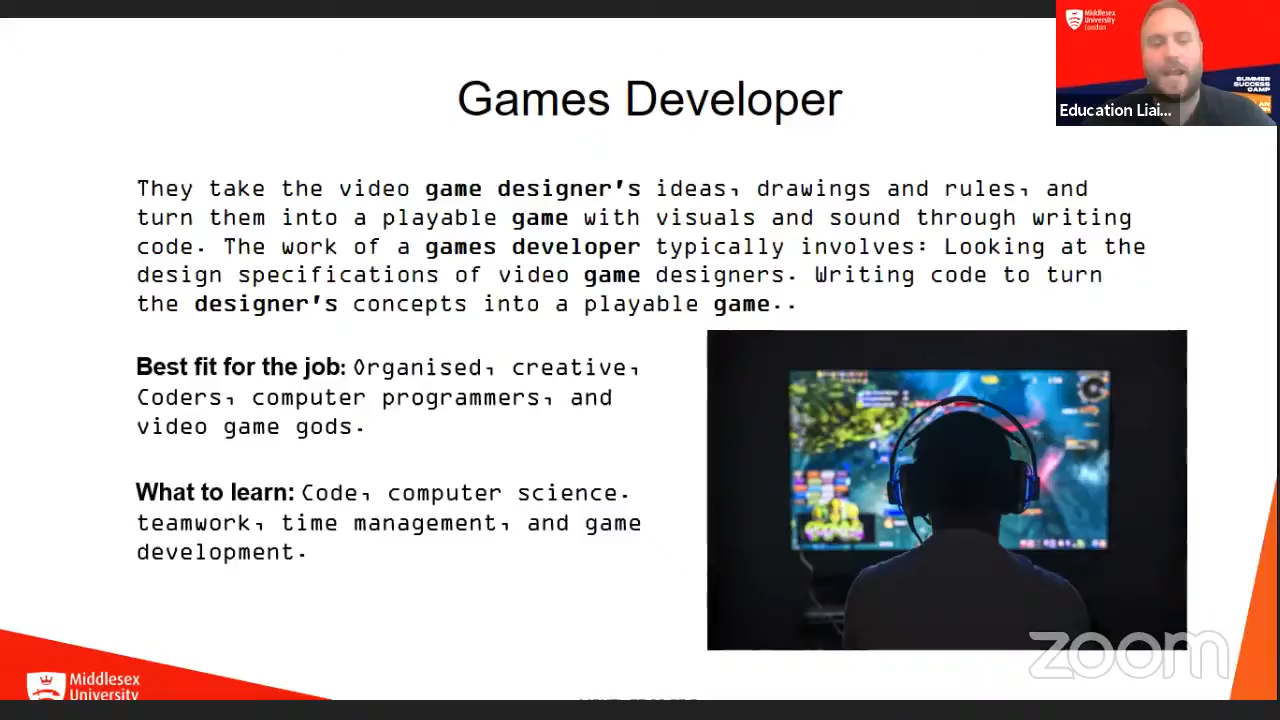 Middlesex
University
London
SUMMER
SUCCESS
CAMP
Education Liai...
Games Developer
They take the video game designer's ideas, drawings and rules, and
turn them into a playable game with visuals and sound through writing
code. The work of a games developer typically involves: Looking at the
design specifications of video game designers. Writing code to turn
the designer's concepts into a playable game..
Best fit for the job: Organised, creative,
Coders, computer programmers, and
video game gods.
What to learn: Code, computer science.
teamwork, time management, and game
development.
zoom
Middlesex
University